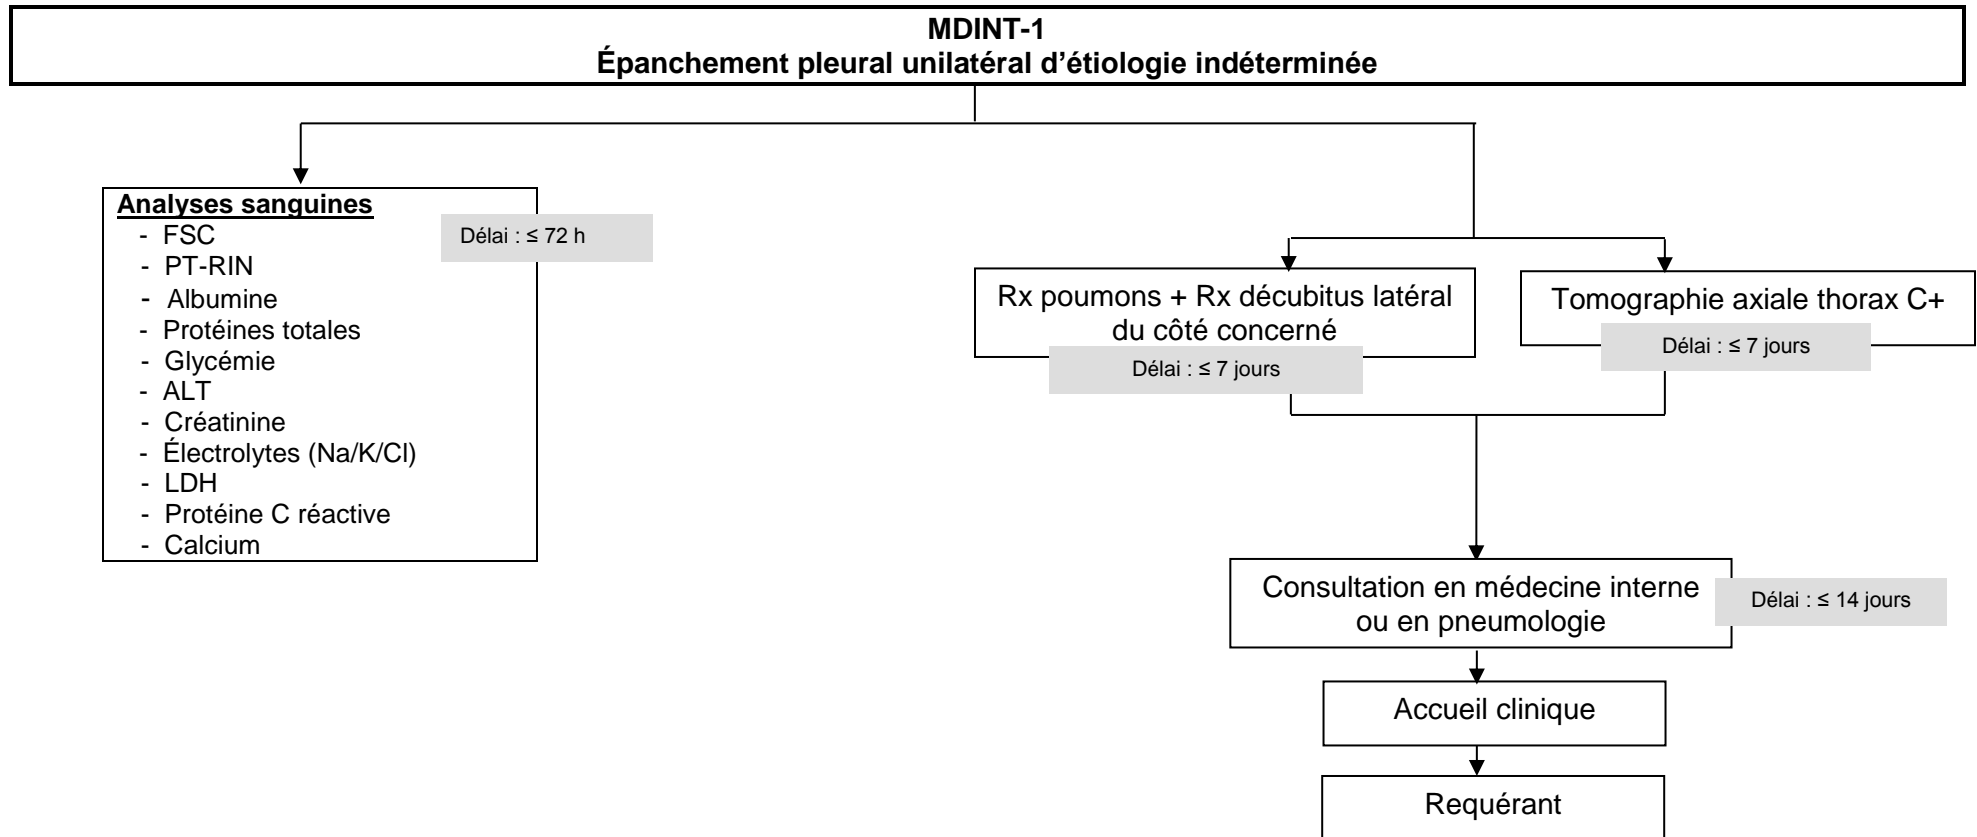 MDINT-1
Épanchement pleural unilatéral d’étiologie indéterminée
Analyses sanguines
- FSC
- PT-RIN
- Albumine
- Protéines totales
- Glycémie
- ALT
- Créatinine
- Électrolytes (Na/K/Cl)
- LDH
- Protéine C réactive
- Calcium
Délai : ≤ 72 h
Rx poumons + Rx décubitus latéral
du côté concerné
Délai : ≤ 7 jours
Tomographie axiale thorax C+
Délai : ≤ 7 jours
Consultation en médecine interne
ou en pneumologie
Délai : ≤ 14 jours
Accueil clinique
Requérant